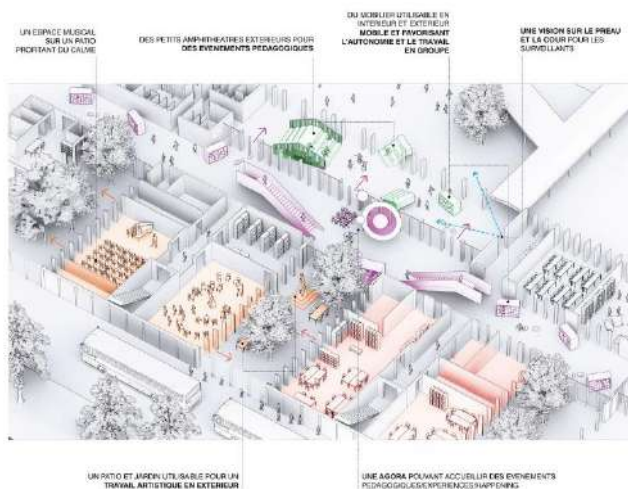 UN ESPACE MUSICAL
SUR UN PATIO
PROFITANT DU CALME
DES PETITS AMPHITHEATRES EXTERIEURS POUR
DES EVENEMENTS PEDAGOGIQUES
DU MOBILIER UTILISABLE EN
INTERIEUR ET EXTERIEUR
MOBILE ET FAVORISANT
L'AUTONOMIE ET LE TRAVAIL
EN GROUPE
UNE VISION SUR LE PREAU
ET LA COUR POUR LES
SURVEILLANTS
UN PATIO ET JARDIN UTILISABLE POUR UN
TRAVAIL ARTISTIQUE EN EXTERIEUR
UNE AGORA POUVANT ACCUEILLIR DES EVENEMENTS
PEDAGOGIQUES/EXPERIENCES/HAPPENING